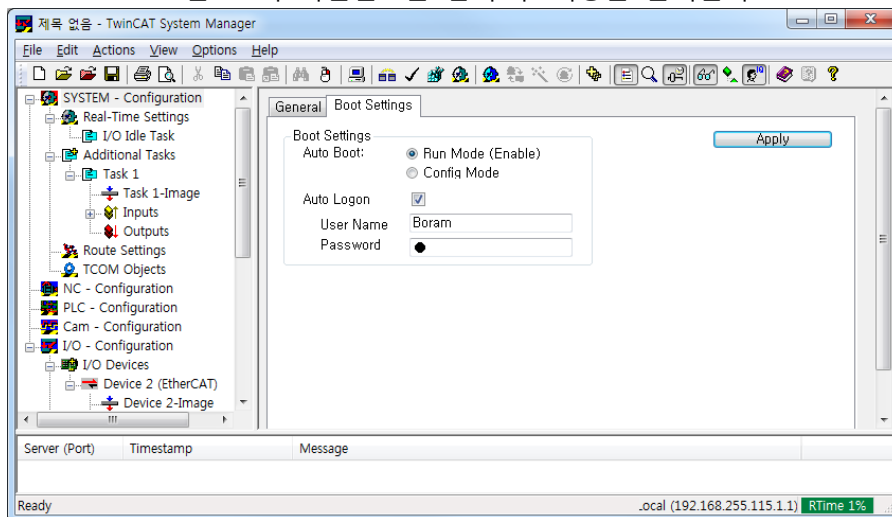 제목 없음 - TwinCAT System Manager
File Edit Actions View Options Help
SYSTEM - Configuration
Real-Time Settings
I/O Idle Task
Additional Tasks
Task 1
Task 1-Image
Inputs
Outputs
Route Settings
TCOM Objects
NC - Configuration
PLC - Configuration
Cam - Configuration
I/O - Configuration
I/O Devices
Device 2 (EtherCAT)
Device 2-Image
General Boot Settings
Boot Settings
Auto Boot: Run Mode (Enable)
Config Mode
Apply
Auto Logon
User Name Boram
Password
Server (Port) Timestamp Message
Ready .ocal (192.168.255.115.1.1) RTime 1%